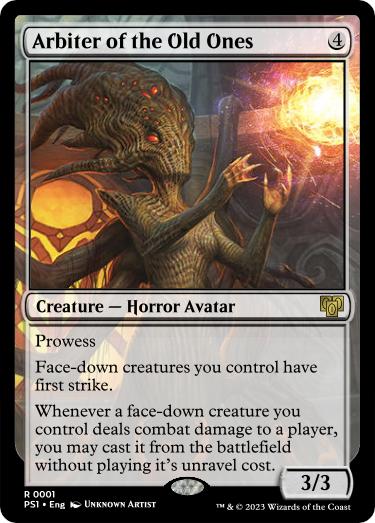 Arbiter of the Old Ones 4
Creature — Horror Avatar
Prowess
Face-down creatures you control have
first strike.
Whenever a face-down creature you
control deals combat damage to a player,
you may cast it from the battlefield
without playing it's unravel cost.
3/3
R 0001
PS1 • Eng Unknown Artist
™ & © 2023 Wizards of the Coast